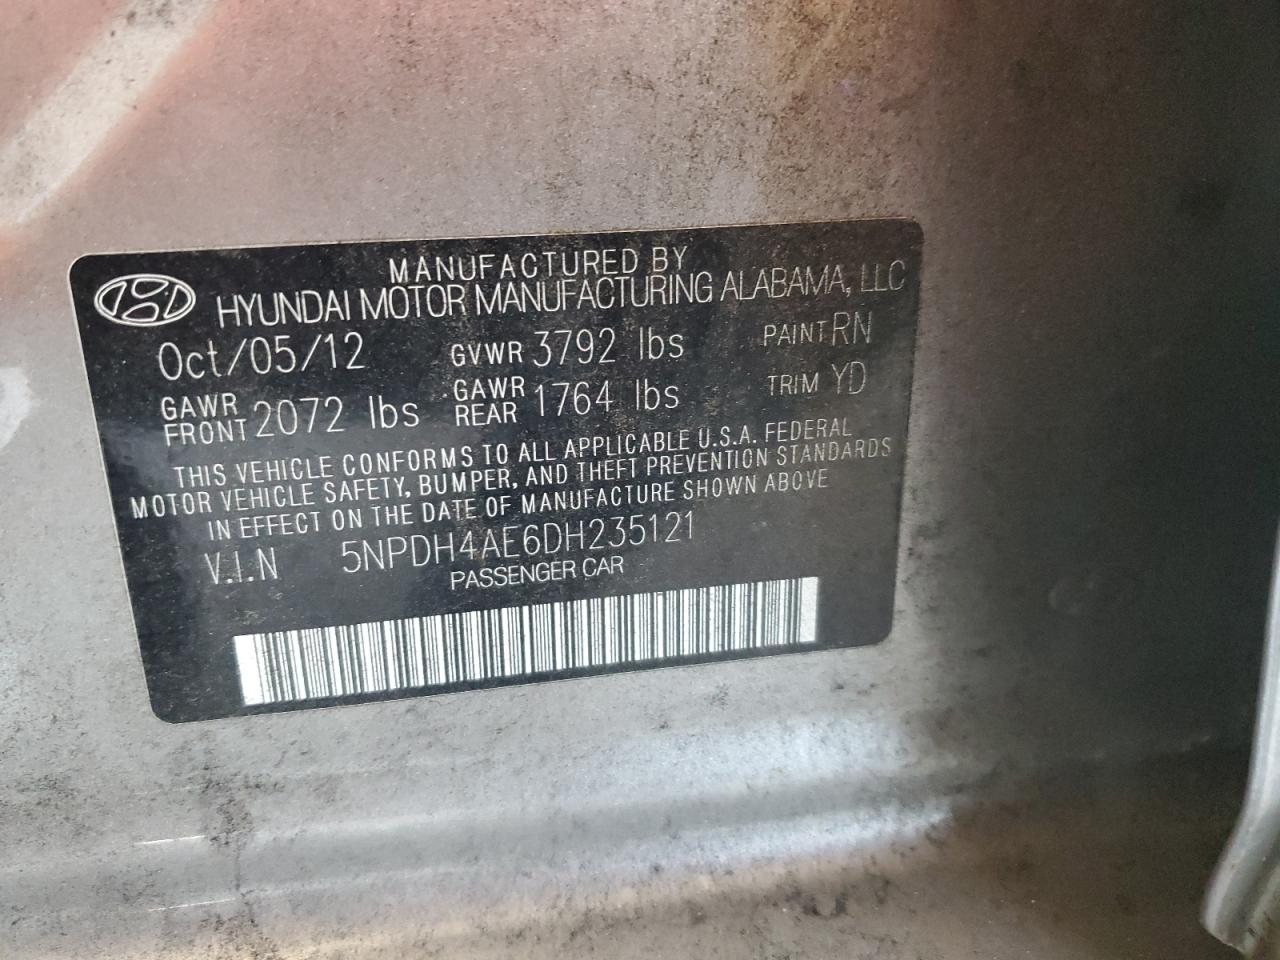 MANUFACTURED BY
HYUNDAI MOTOR MANUFACTURING ALABAMA, LLC
Oct/05/12 GVWR 3792 lbs PAINT RN
GAWR FRONT 2072 lbs GAWR REAR 1764 lbs TRIM YD
THIS VEHICLE CONFORMS TO ALL APPLICABLE U.S.A. FEDERAL
MOTOR VEHICLE SAFETY, BUMPER, AND THEFT PREVENTION STANDARDS
IN EFFECT ON THE DATE OF MANUFACTURE SHOWN ABOVE
V.I.N 5NPDH4AE6DH235121
PASSENGER CAR